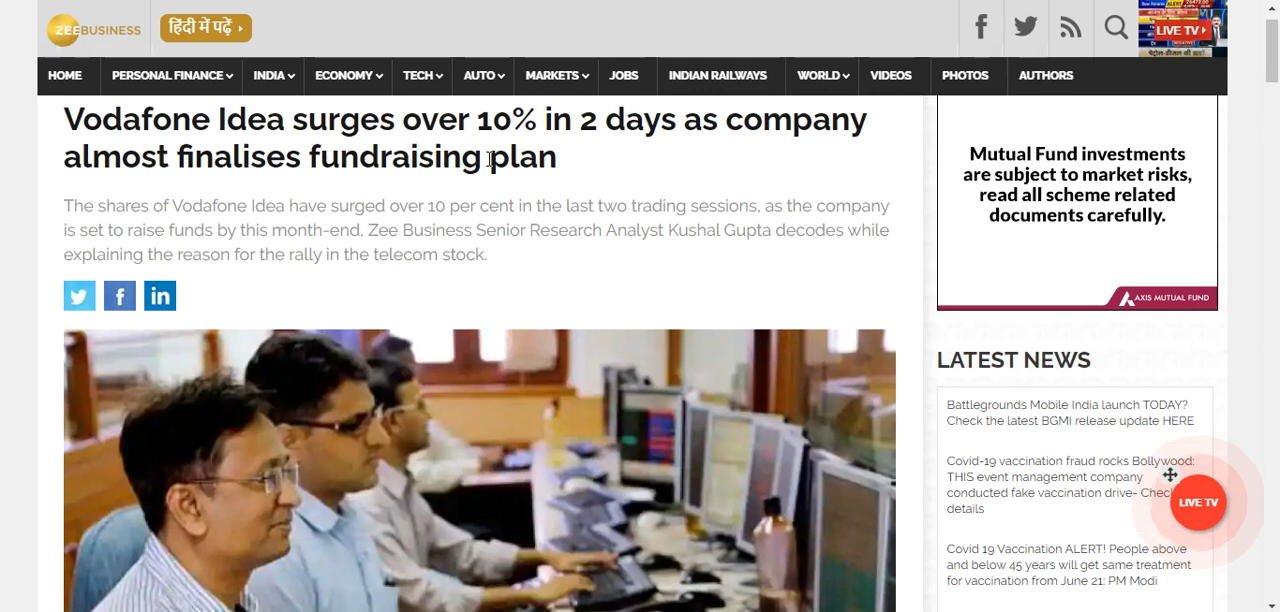 ZEEBUSINESS
हिंदी में पढ़ें
LIVE TV
HOME
PERSONAL FINANCE
INDIA
ECONOMY
TECH
AUTO
MARKETS
JOBS
INDIAN RAILWAYS
WORLD
VIDEOS
PHOTOS
AUTHORS
Vodafone Idea surges over 10% in 2 days as company
almost finalises fundraising plan
The shares of Vodafone Idea have surged over 10 per cent in the last two trading sessions, as the company
is set to raise funds by this month-end, Zee Business Senior Research Analyst Kushal Gupta decodes while
explaining the reason for the rally in the telecom stock.
Mutual Fund investments
are subject to market risks,
read all scheme related
documents carefully.
AXIS MUTUAL FUND
LATEST NEWS
Battlegrounds Mobile India launch TODAY?
Check the latest BGMI release update HERE
Covid-19 vaccination fraud rocks Bollywood:
THIS event management company
conducted fake vaccination drive- Check
details
LIVE TV
Covid 19 Vaccination ALERT! People above
and below 45 years will get same treatment
for vaccination from June 21: PM Modi